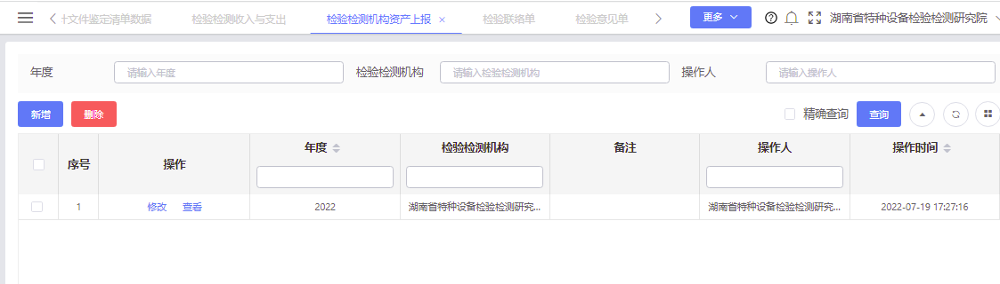 计文件鉴定清单数据 检验检测收入与支出 检验检测机构资产上报 × 检验联络单 检验意见单 更多 湖南省特种设备检验检测研究院
年度 请输入年度 检验检测机构 请输入检验检测机构 操作人 请输入操作人
新增 删除 精确查询 查询
序号 操作 年度 检验检测机构 备注 操作人 操作时间
1 修改 查看 2022 湖南省特种设备检验检测研究... 湖南省特种设备检验检测研究... 2022-07-19 17:27:16